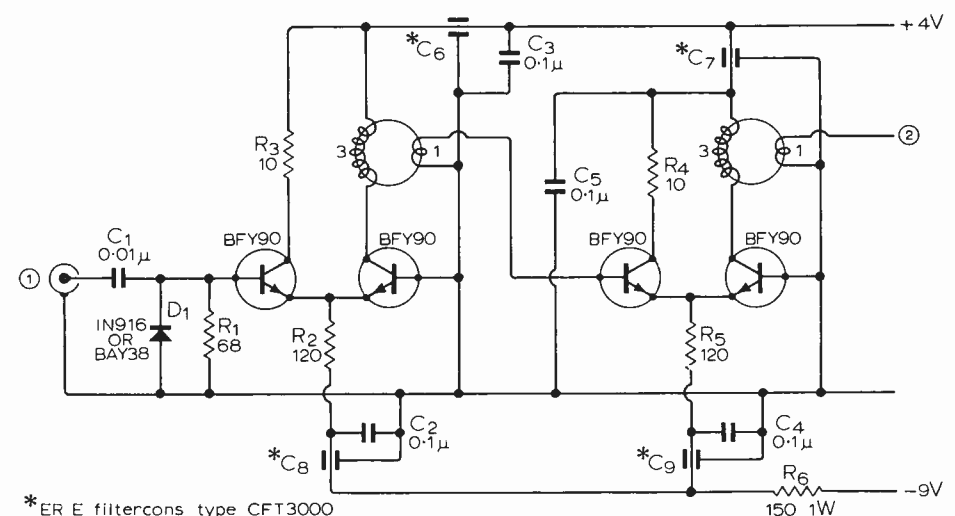 +4V
*C6
C3
0·1μ
*C7
R3
10
3
1
C5
0·1μ
R4
10
3
1
②
BFY90
BFY90
BFY90
BFY90
①
C1
0·01μ
D1
IN916
OR
BAY38
R1
68
R2
120
R5
120
C2
0·1μ
*C8
C4
0·1μ
*C9
R6
150 1W
-9V
*ER E filtercons type CFT3000